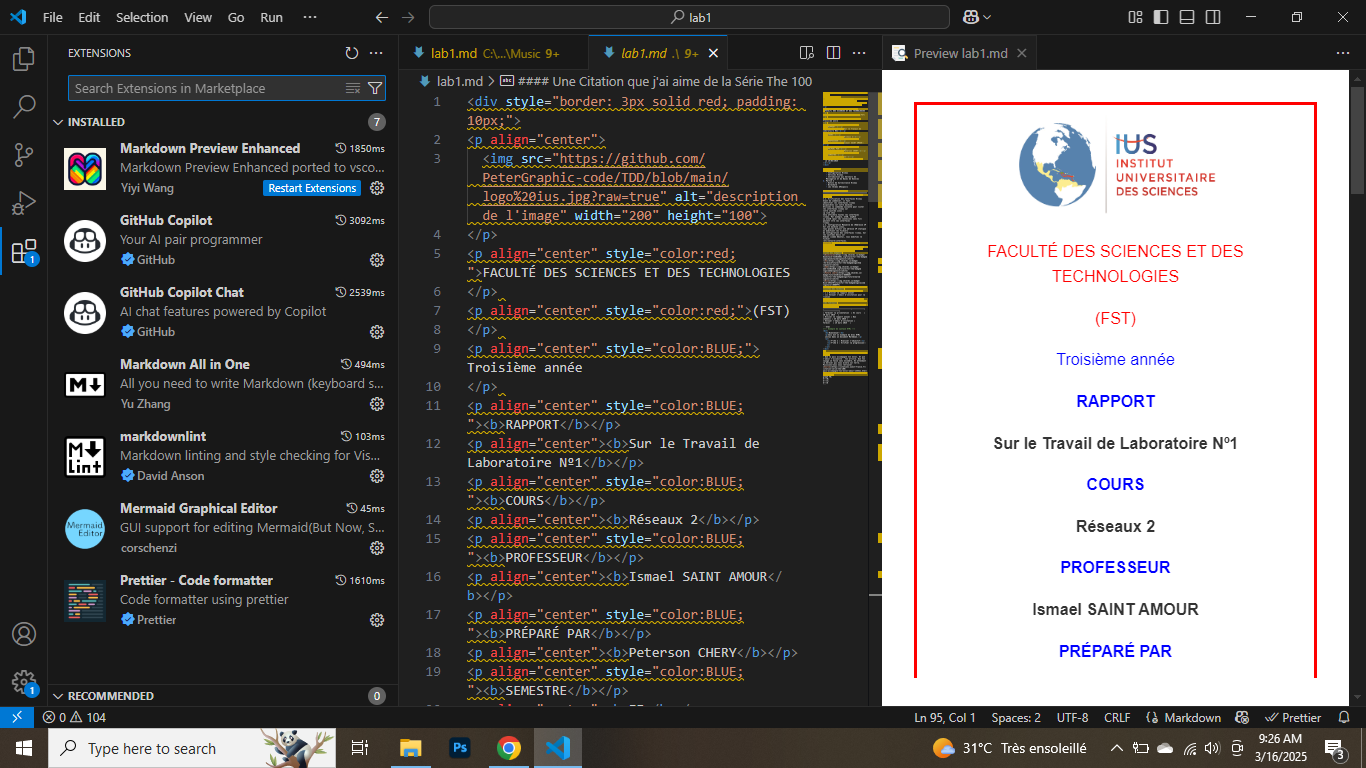 File Edit Selection View Go Run ··· lab1
EXTENSIONS
Search Extensions in Marketplace
INSTALLED 7
Markdown Preview Enhanced 1850ms
Markdown Preview Enhanced ported to vsco...
Yiyi Wang Restart Extensions
GitHub Copilot 3092ms
Your AI pair programmer
GitHub
GitHub Copilot Chat 2539ms
AI chat features powered by Copilot
GitHub
Markdown All in One 494ms
All you need to write Markdown (keyboard s...
Yu Zhang
markdownlint 103ms
Markdown linting and style checking for Vis...
David Anson
Mermaid Graphical Editor 45ms
GUI support for editing Mermaid(But Now, S...
corschenzi
Prettier - Code formatter 1610ms
Code formatter using prettier
Prettier
RECOMMENDED 0
1
1
M
M
Lint
Mermaid
Editor
lab1.md C:\...\Music 9+ lab1.md .\ 9+
lab1.md > #### Une Citation que j'ai aime de la Série The 100
1 <div style="border: 3px solid red; padding:
10px;">
2 <p align="center">
3 <img src="https://github.com/
PeterGraphic-code/TDD/blob/main/
logo%20ius.jpg?raw=true" alt="description
de l'image" width="200" height="100">
4 </p>
5 <p align="center" style="color:red;
">FACULTÉ DES SCIENCES ET DES TECHNOLOGIES
6 </p>
7 <p align="center" style="color:red;">(FST)
8 </p>
9 <p align="center" style="color:BLUE;">
Troisième année
10 </p>
11 <p align="center" style="color:BLUE;
"><b>RAPPORT</b></p>
12 <p align="center"><b>Sur le Travail de
Laboratoire Nº1</b></p>
13 <p align="center" style="color:BLUE;
"><b>COURS</b></p>
14 <p align="center"><b>Réseaux 2</b></p>
15 <p align="center" style="color:BLUE;
"><b>PROFESSEUR</b></p>
16 <p align="center"><b>Ismael SAINT AMOUR</
b></p>
17 <p align="center" style="color:BLUE;
"><b>PRÉPARÉ PAR</b></p>
18 <p align="center"><b>Peterson CHERY</b></p>
19 <p align="center" style="color:BLUE;
"><b>SEMESTRE</b></p>
Preview lab1.md
IUS
INSTITUT
UNIVERSITAIRE
DES SCIENCES
FACULTÉ DES SCIENCES ET DES
TECHNOLOGIES
(FST)
Troisième année
RAPPORT
Sur le Travail de Laboratoire Nº1
COURS
Réseaux 2
PROFESSEUR
Ismael SAINT AMOUR
PRÉPARÉ PAR
0 104 Ln 95, Col 1 Spaces: 2 UTF-8 CRLF {} Markdown Prettier
Type here to search Ps 31°C Très ensoleillé 9:26 AM
3/16/2025 3